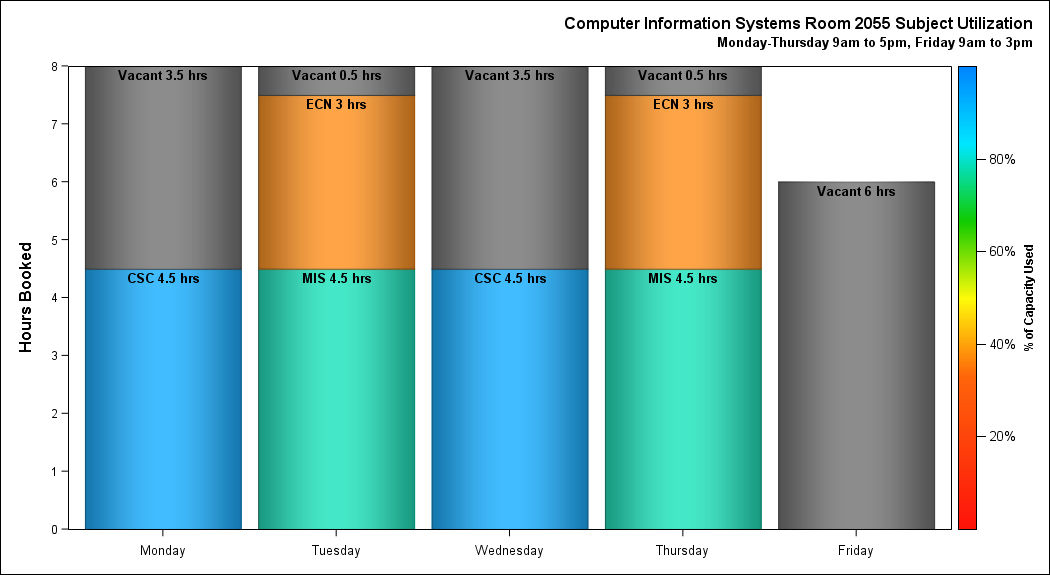 Computer Information Systems Room 2055 Subject Utilization
Monday-Thursday 9am to 5pm, Friday 9am to 3pm
Hours Booked
8
7
6
5
4
3
2
1
0
Vacant 3.5 hrs
CSC 4.5 hrs
Vacant 0.5 hrs
ECN 3 hrs
MIS 4.5 hrs
Vacant 3.5 hrs
CSC 4.5 hrs
Vacant 0.5 hrs
ECN 3 hrs
MIS 4.5 hrs
Vacant 6 hrs
Monday
Tuesday
Wednesday
Thursday
Friday
80%
60%
40%
20%
% of Capacity Used